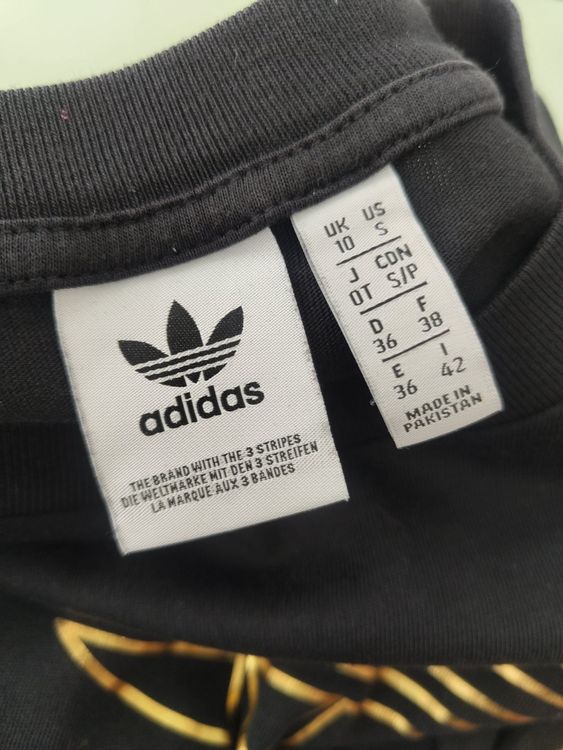 adidas
THE BRAND WITH THE 3 STRIPES
DIE WELTMARKE MIT DEN 3 STREIFEN
LA MARQUE AUX 3 BANDES
UK US
10 S
J CDN
OT S/P
D F
36 38
E I
36 42
MADE IN
PAKISTAN